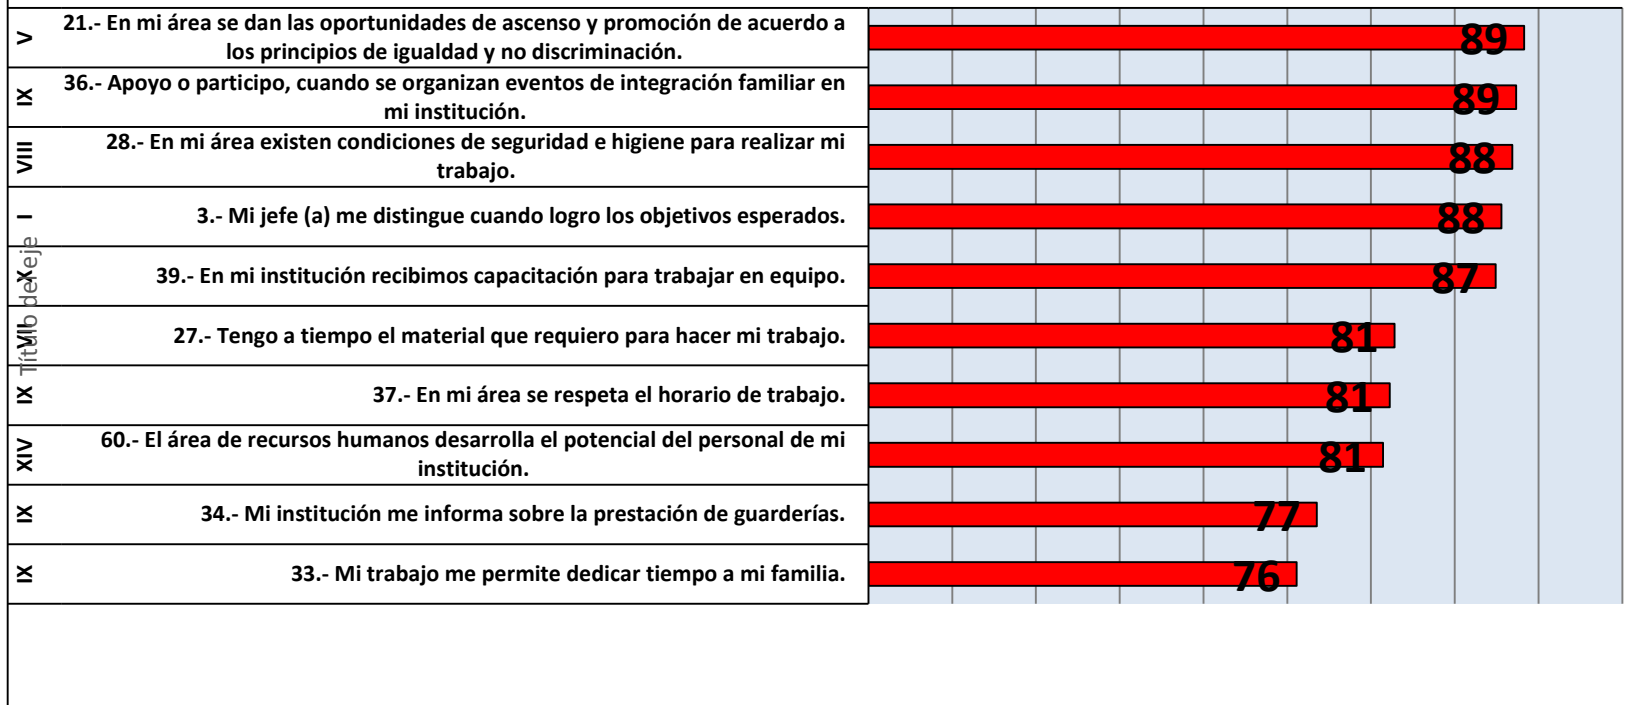 V
21.- En mi área se dan las oportunidades de ascenso y promoción de acuerdo a
los principios de igualdad y no discriminación.
89
IX
36.- Apoyo o participo, cuando se organizan eventos de integración familiar en
mi institución.
89
VIII
28.- En mi área existen condiciones de seguridad e higiene para realizar mi
trabajo.
88
I
3.- Mi jefe (a) me distingue cuando logro los objetivos esperados.
88
Título del eje
X
39.- En mi institución recibimos capacitación para trabajar en equipo.
87
VII
27.- Tengo a tiempo el material que requiero para hacer mi trabajo.
81
IX
37.- En mi área se respeta el horario de trabajo.
81
XIV
60.- El área de recursos humanos desarrolla el potencial del personal de mi
institución.
81
IX
34.- Mi institución me informa sobre la prestación de guarderías.
77
IX
33.- Mi trabajo me permite dedicar tiempo a mi familia.
76